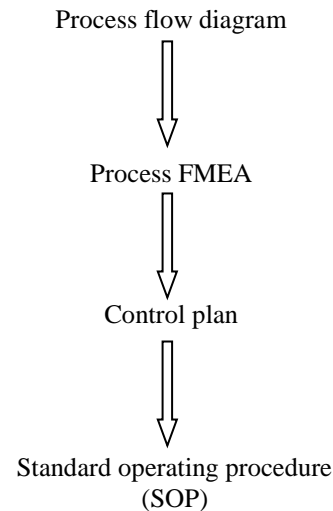 Process flow diagram
Process FMEA
Control plan
Standard operating procedure
(SOP)